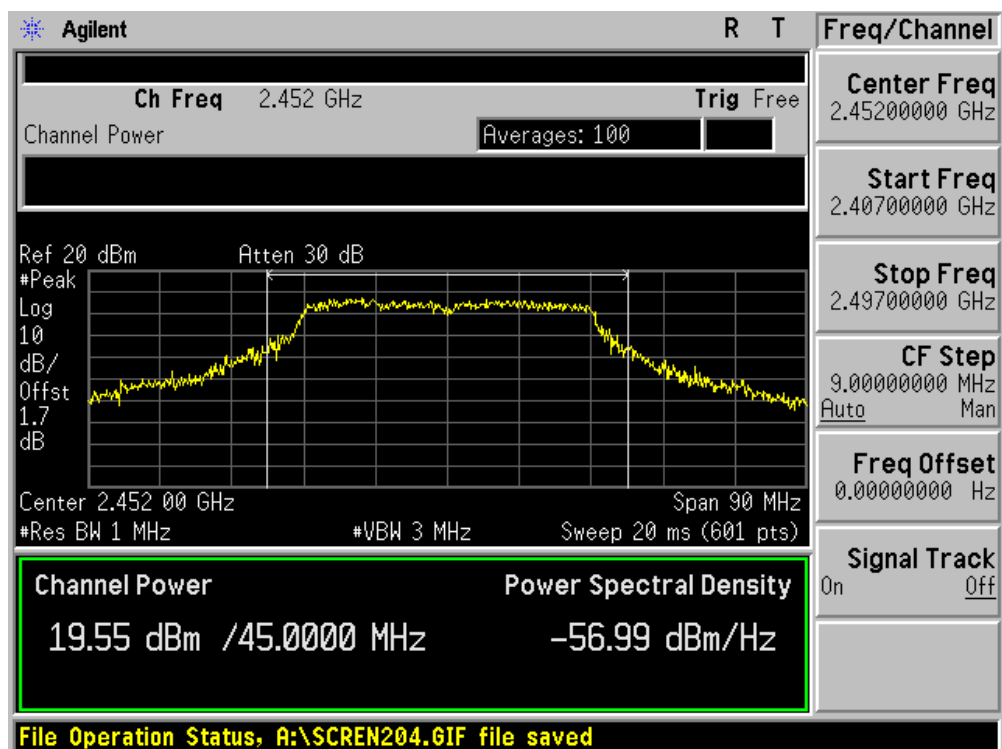 Agilent R T
Ch Freq 2.452 GHz Trig Free
Channel Power Averages: 100
Ref 20 dBm Atten 30 dB
#Peak
Log
10
dB/
Offst
1.7
dB
Center 2.452 00 GHz Span 90 MHz
#Res BW 1 MHz #VBW 3 MHz Sweep 20 ms (601 pts)
Channel Power Power Spectral Density
19.55 dBm /45.0000 MHz -56.99 dBm/Hz
File Operation Status, A:\SCREN204.GIF file saved
Freq/Channel
Center Freq
2.45200000 GHz
Start Freq
2.40700000 GHz
Stop Freq
2.49700000 GHz
CF Step
9.00000000 MHz
Auto Man
Freq Offset
0.00000000 Hz
Signal Track
On Off